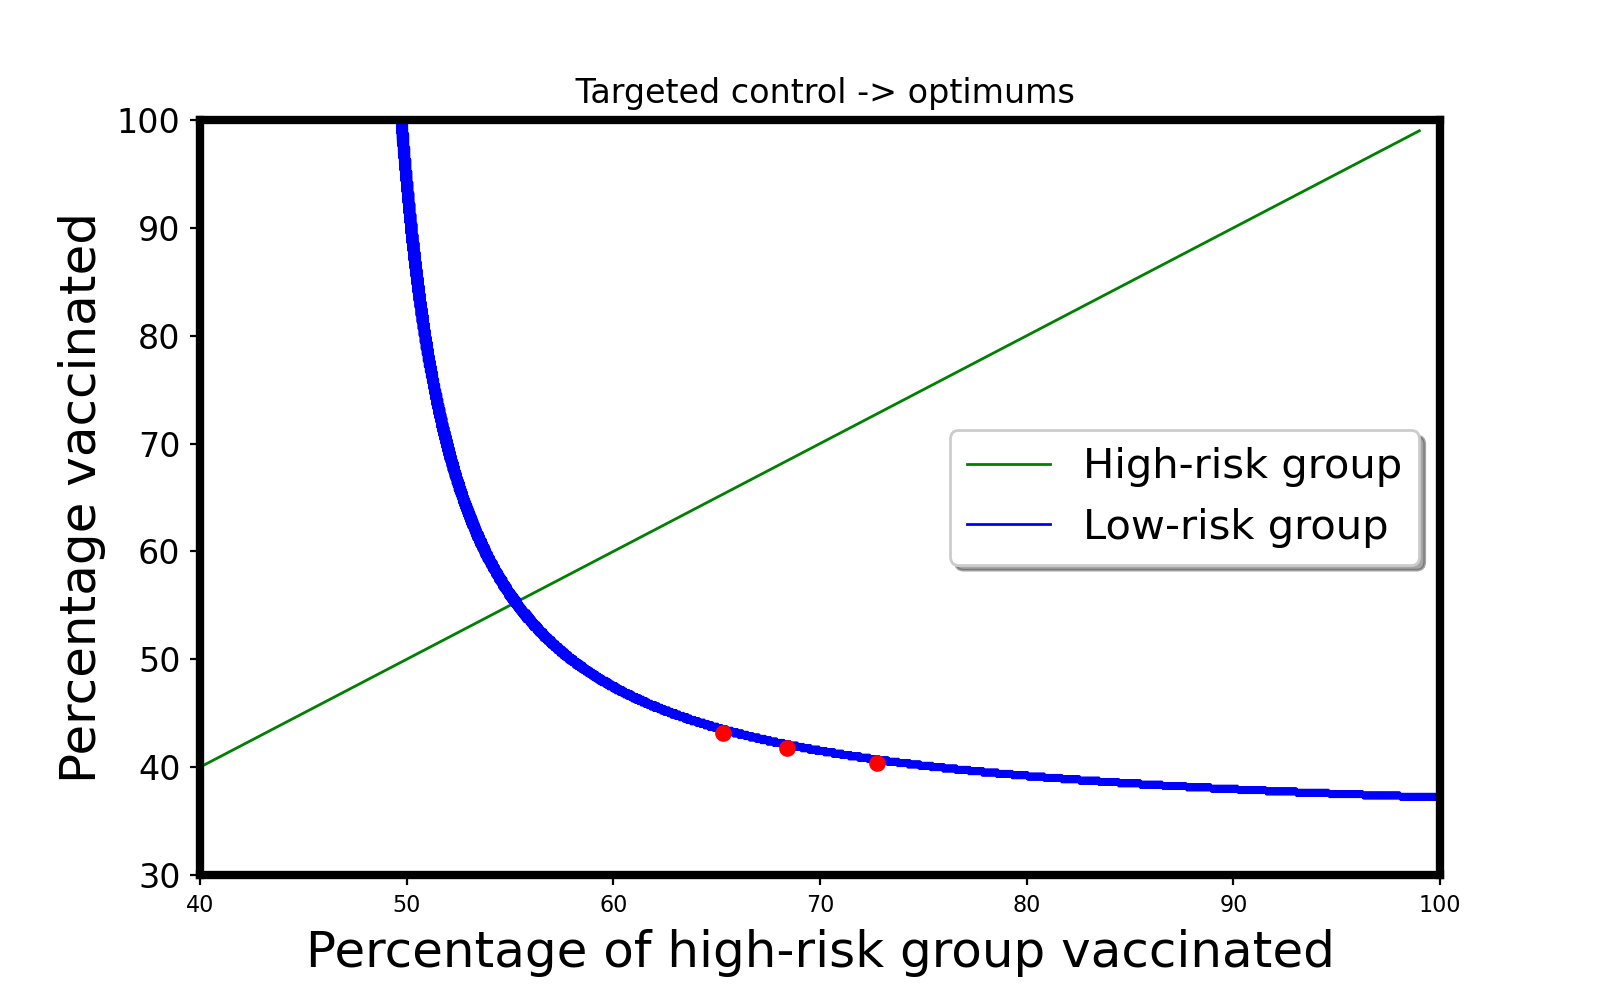 Targeted control -> optimums
100
90
80
70
60
50
40
30
Percentage vaccinated
High-risk group
Low-risk group
40 50 60 70 80 90 100
Percentage of high-risk group vaccinated